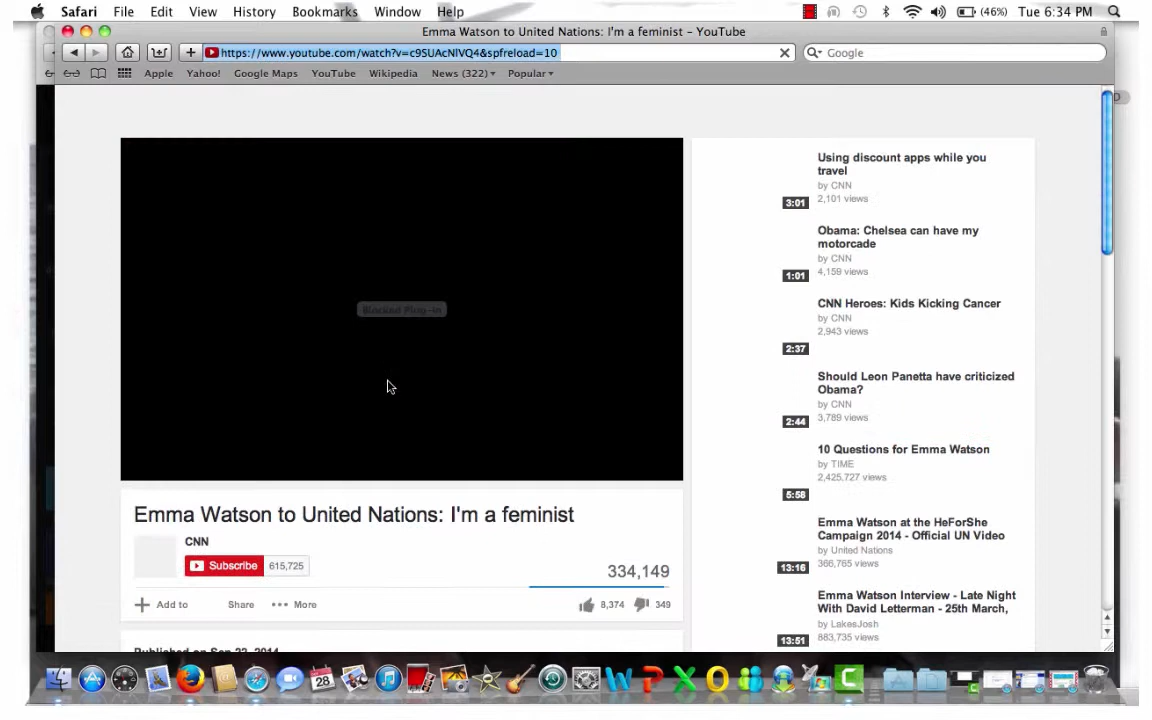 Safari File Edit View History Bookmarks Window Help (46%) Tue 6:34 PM
Emma Watson to United Nations: I'm a feminist – YouTube
https://www.youtube.com/watch?v=c9SUAcNlVQ4&spfreload=10 Google
Apple Yahoo! Google Maps YouTube Wikipedia News (322) Popular
Blocked Plug-in
Emma Watson to United Nations: I'm a feminist
CNN
Subscribe 615,725
334,149
Add to Share More 8,374 349
Published on Sep 22, 2014
Using discount apps while you
travel
by CNN
3:01 2,101 views
Obama: Chelsea can have my
motorcade
by CNN
1:01 4,159 views
CNN Heroes: Kids Kicking Cancer
by CNN
2,943 views
2:37
Should Leon Panetta have criticized
Obama?
by CNN
2:44 3,789 views
10 Questions for Emma Watson
by TIME
2,425,727 views
5:58
Emma Watson at the HeForShe
Campaign 2014 - Official UN Video
by United Nations
13:16 366,765 views
Emma Watson Interview - Late Night
With David Letterman - 25th March,
by LakesJosh
13:51 883,735 views
28